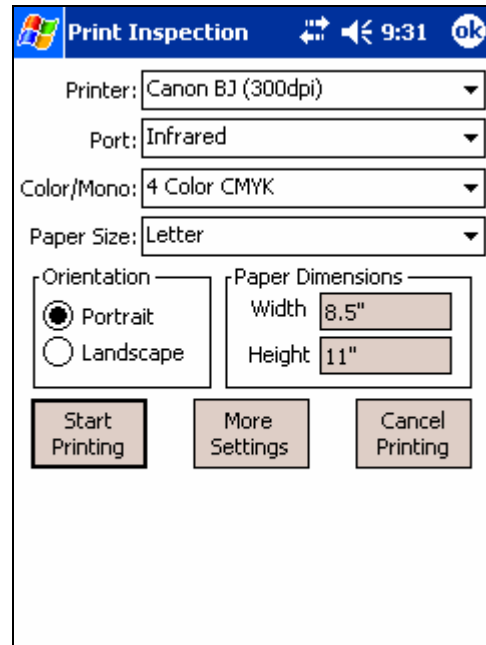 Print Inspection 9:31 ok
Printer: Canon BJ (300dpi)
Port: Infrared
Color/Mono: 4 Color CMYK
Paper Size: Letter
Orientation
Portrait
Landscape
Paper Dimensions
Width 8.5"
Height 11"
Start
Printing
More
Settings
Cancel
Printing